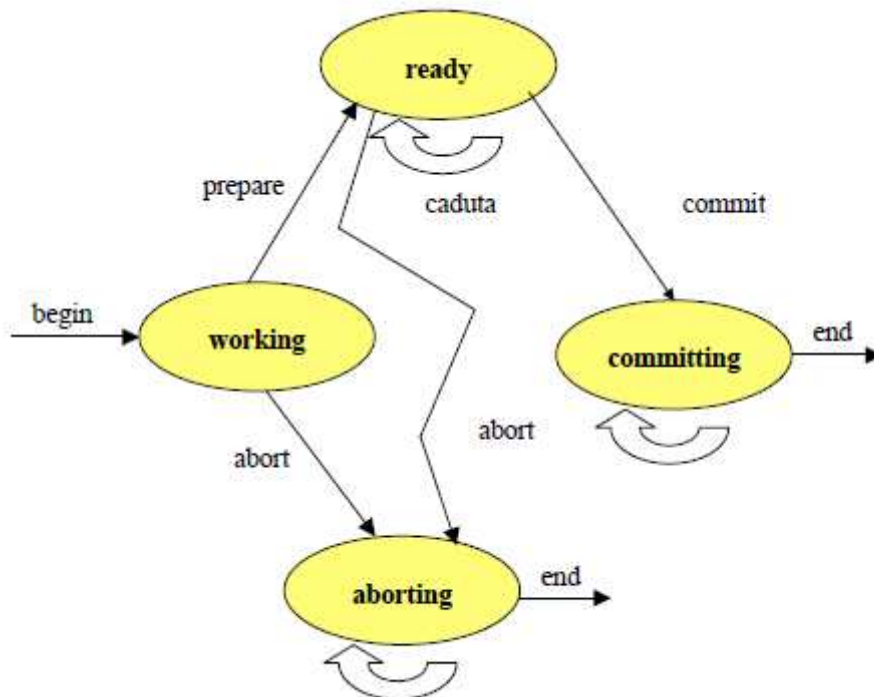 ready
prepare
caduta
commit
begin
working
committing
end
abort
abort
aborting
end